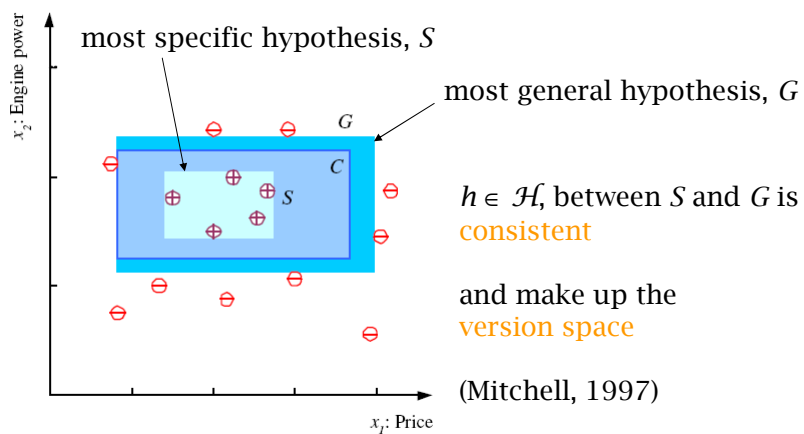 most specific hypothesis, S
most general hypothesis, G
x₂: Engine power
G
C
S
h ∈ ℋ, between S and G is
consistent
and make up the
version space
(Mitchell, 1997)
x₁: Price